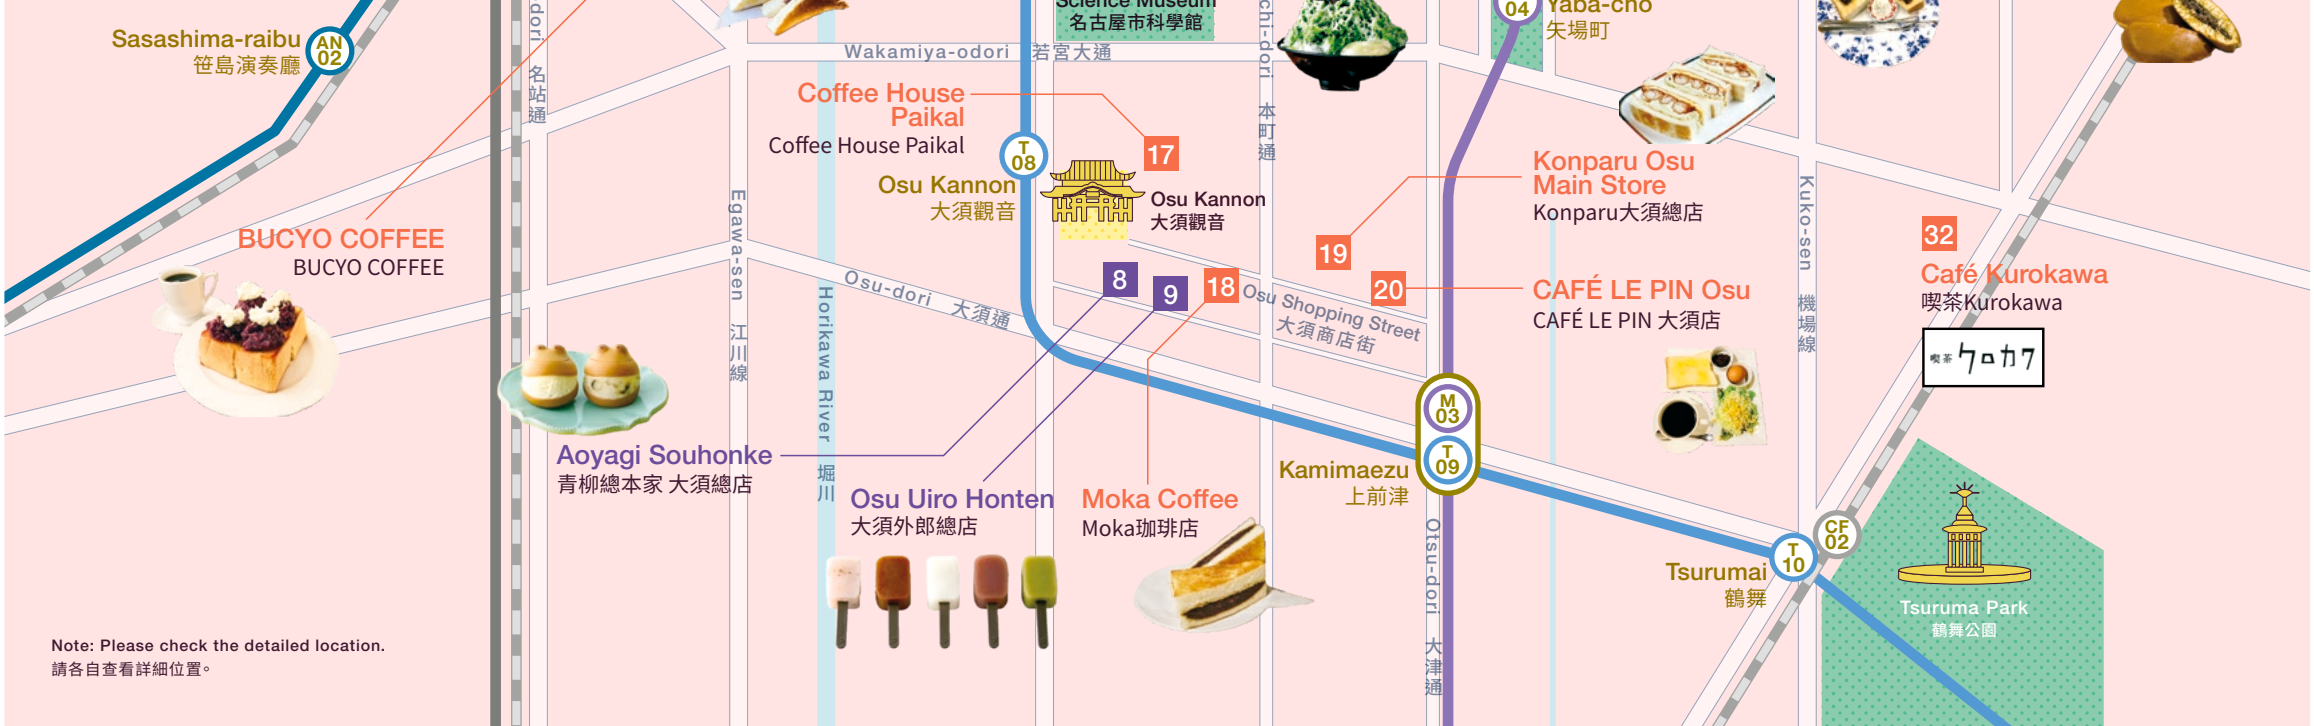 Science Museum
名古屋市科學館
04
Yaba-cho
矢場町
Sasashima-raibu
笹島演奏廳
AN
02
odori 名站通
Wakamiya-odori 若宮大通
chi-dori 本町通
Coffee House
Paikal
Coffee House Paikal
17
T
08
Osu Kannon
大須觀音
Osu Kannon
大須觀音
Konparu Osu
Main Store
Konparu大須總店
19
BUCYO COFFEE
BUCYO COFFEE
Egawa-sen 江川線
Horikawa River 堀川
Osu-dori 大須通
8
9
18
20
Osu Shopping Street
大須商店街
CAFÉ LE PIN Osu
CAFÉ LE PIN 大須店
Kuko-sen 機場線
32
Café Kurokawa
喫茶Kurokawa
喫茶 クロカワ
M
03
T
09
Kamimaezu
上前津
Aoyagi Souhonke
青柳總本家 大須總店
Osu Uiro Honten
大須外郎總店
Moka Coffee
Moka珈琲店
Otsu-dori 大津通
CF
02
T
10
Tsurumai
鶴舞
Tsuruma Park
鶴舞公園
Note: Please check the detailed location.
請各自查看詳細位置。